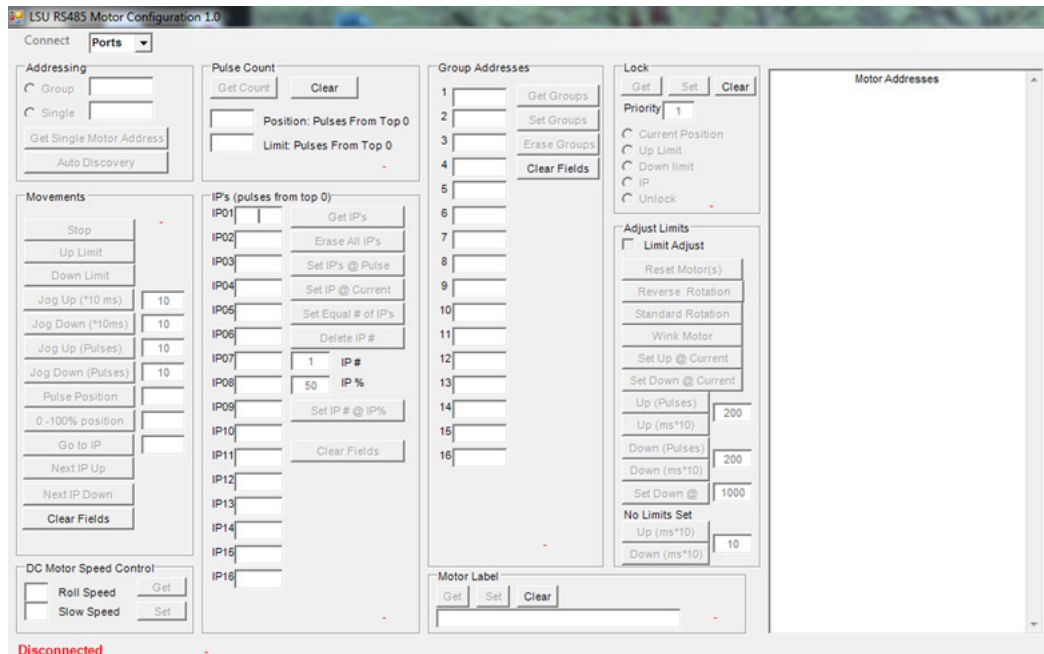 LSU RS485 Motor Configuration 1.0
Connect Ports
Addressing
Group
Single
Get Single Motor Address
Auto Discovery
Movements
Stop
Up Limit
Down Limit
Jog Up (*10 ms) 10
Jog Down (*10ms) 10
Jog Up (Pulses) 10
Jog Down (Pulses) 10
Pulse Position
0 -100% position
Go to IP
Next IP Up
Next IP Down
Clear Fields
DC Motor Speed Control
Roll Speed Get
Slow Speed Set
Pulse Count
Get Count Clear
Position: Pulses From Top 0
Limit: Pulses From Top 0
-
IP's (pulses from top 0)
IP01 Get IP's
IP02 Erase All IP's
IP03 Set IP's @ Pulse
IP04 Set IP @ Current
IP05 Set Equal # of IP's
IP06 Delete IP #
IP07 1 IP #
IP08 50 IP %
IP09 Set IP # @ IP%
IP10
IP11 Clear Fields
IP12
IP13
IP14
IP15
IP16
-
Group Addresses
1 Get Groups
2 Set Groups
3 Erase Groups
4 Clear Fields
5
6
7
8
9
10
11
12
13
14
15
16
-
Motor Label
Get Set Clear
-
Lock
Get Set Clear
Priority 1
Current Position
Up Limit
Down limit
IP
Unlock
-
Adjust Limits
Limit Adjust
Reset Motor(s)
Reverse Rotation
Standard Rotation
Wink Motor
Set Up @ Current
Set Down @ Current
Up (Pulses) 200
Up (ms*10)
Down (Pulses) 200
Down (ms*10)
Set Down @ 1000
No Limits Set
Up (ms*10) 10
Down (ms*10)
Motor Addresses
Disconnected -